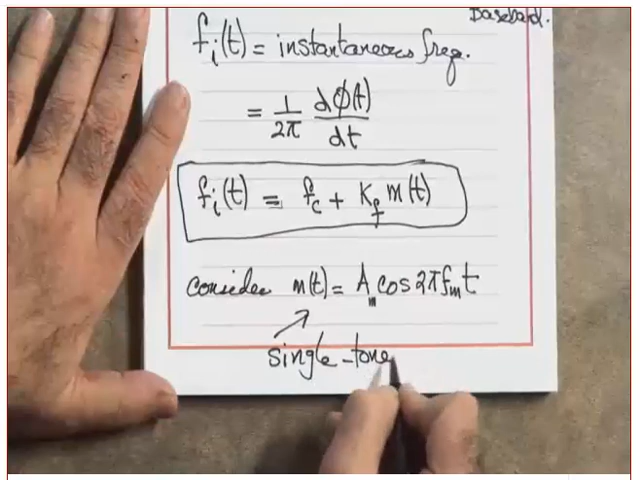 Baseband.
fi(t) = instantaneous freq.
= 1/2π dϕ(t)/dt
fi(t) = fc + Kf m(t)
consider m(t) = Am cos 2πfmt
single-tone